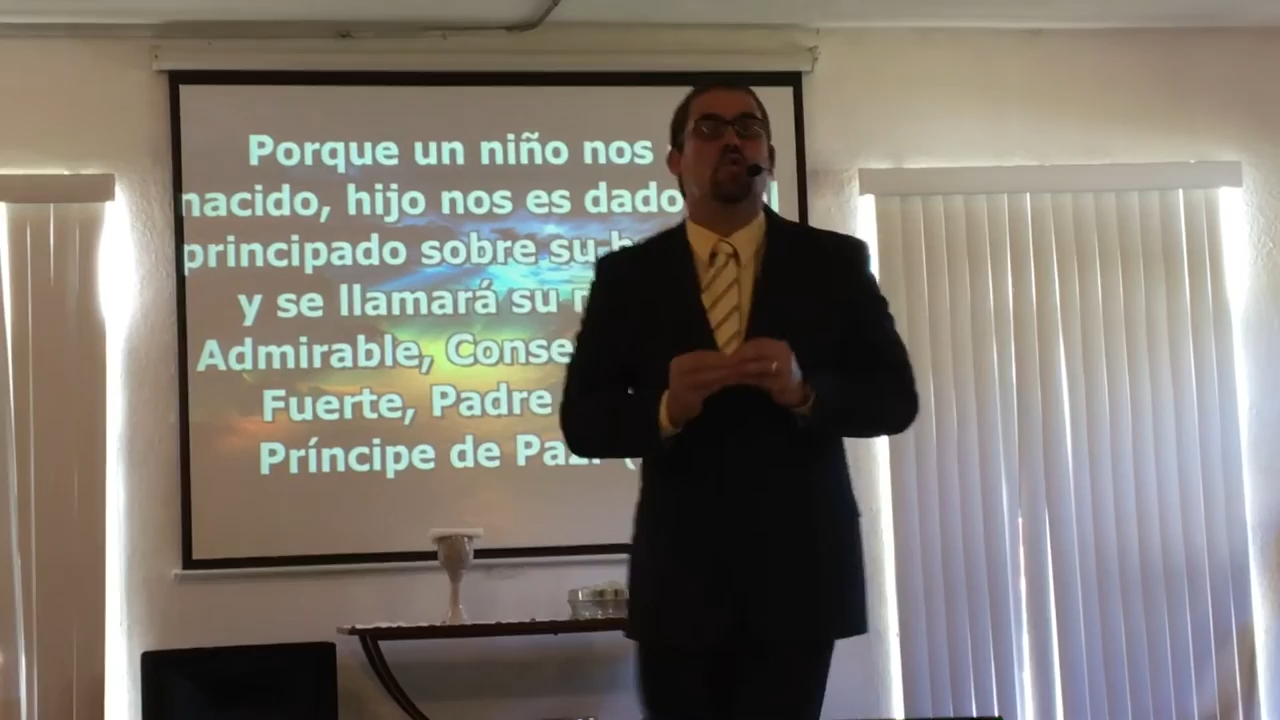 Porque un niño nos
nacido, hijo nos es dado
principado sobre su
y se llamará su
Admirable,
Fuerte, Padre
Príncipe de Paz. (